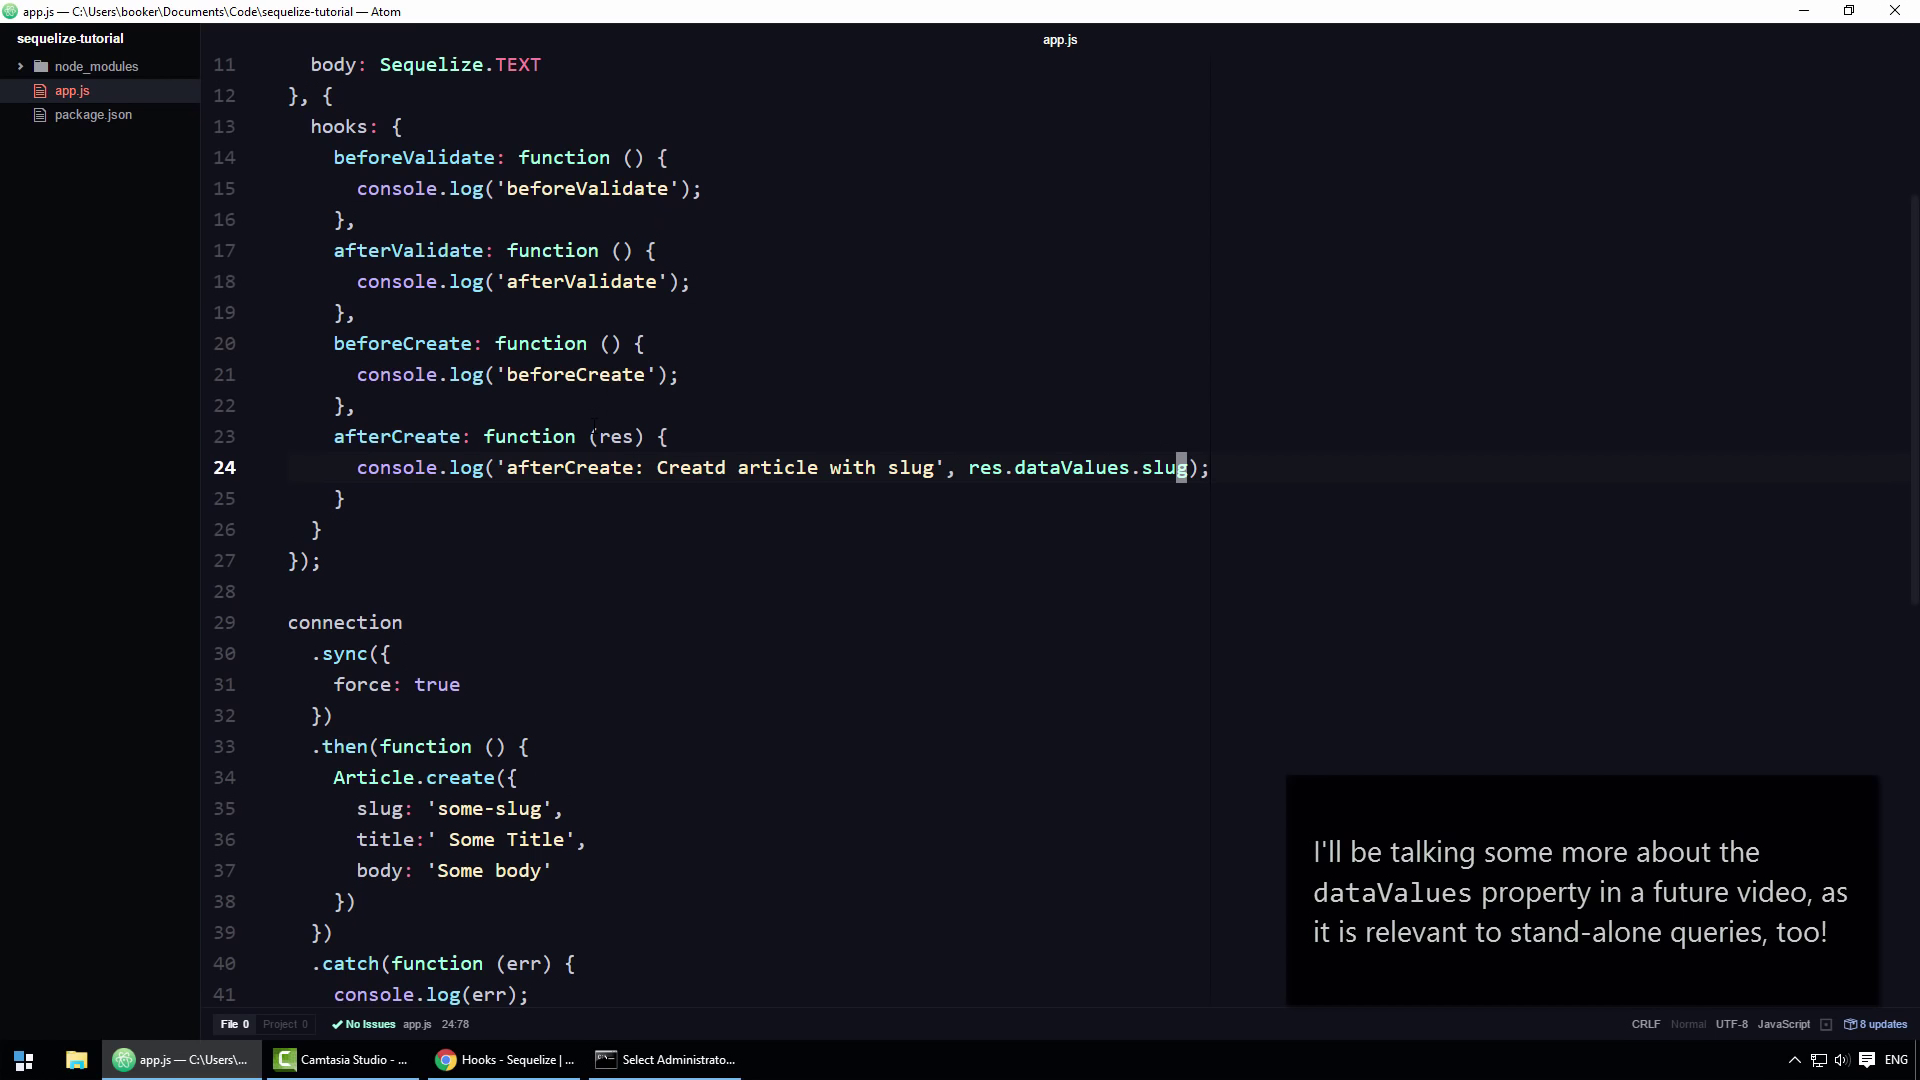 app.js — C:\Users\booker\Documents\Code\sequelize-tutorial — Atom
sequelize-tutorial
node_modules
app.js
package.json
app.js
11 body: Sequelize.TEXT
12 }, {
13 hooks: {
14 beforeValidate: function () {
15 console.log('beforeValidate');
16 },
17 afterValidate: function () {
18 console.log('afterValidate');
19 },
20 beforeCreate: function () {
21 console.log('beforeCreate');
22 },
23 afterCreate: function (res) {
24 console.log('afterCreate: Creatd article with slug', res.dataValues.slug);
25 }
26 }
27 });
28
29 connection
30 .sync({
31 force: true
32 })
33 .then(function () {
34 Article.create({
35 slug: 'some-slug',
36 title:' Some Title',
37 body: 'Some body'
38 })
39 })
40 .catch(function (err) {
41 console.log(err);
I'll be talking some more about the
dataValues property in a future video, as
it is relevant to stand-alone queries, too!
File 0 Project 0 No Issues app.js 24:78
CRLF Normal UTF-8 JavaScript 8 updates
app.js — C:\Users\... Camtasia Studio - ... Hooks - Sequelize | ... Select Administrato... ENG